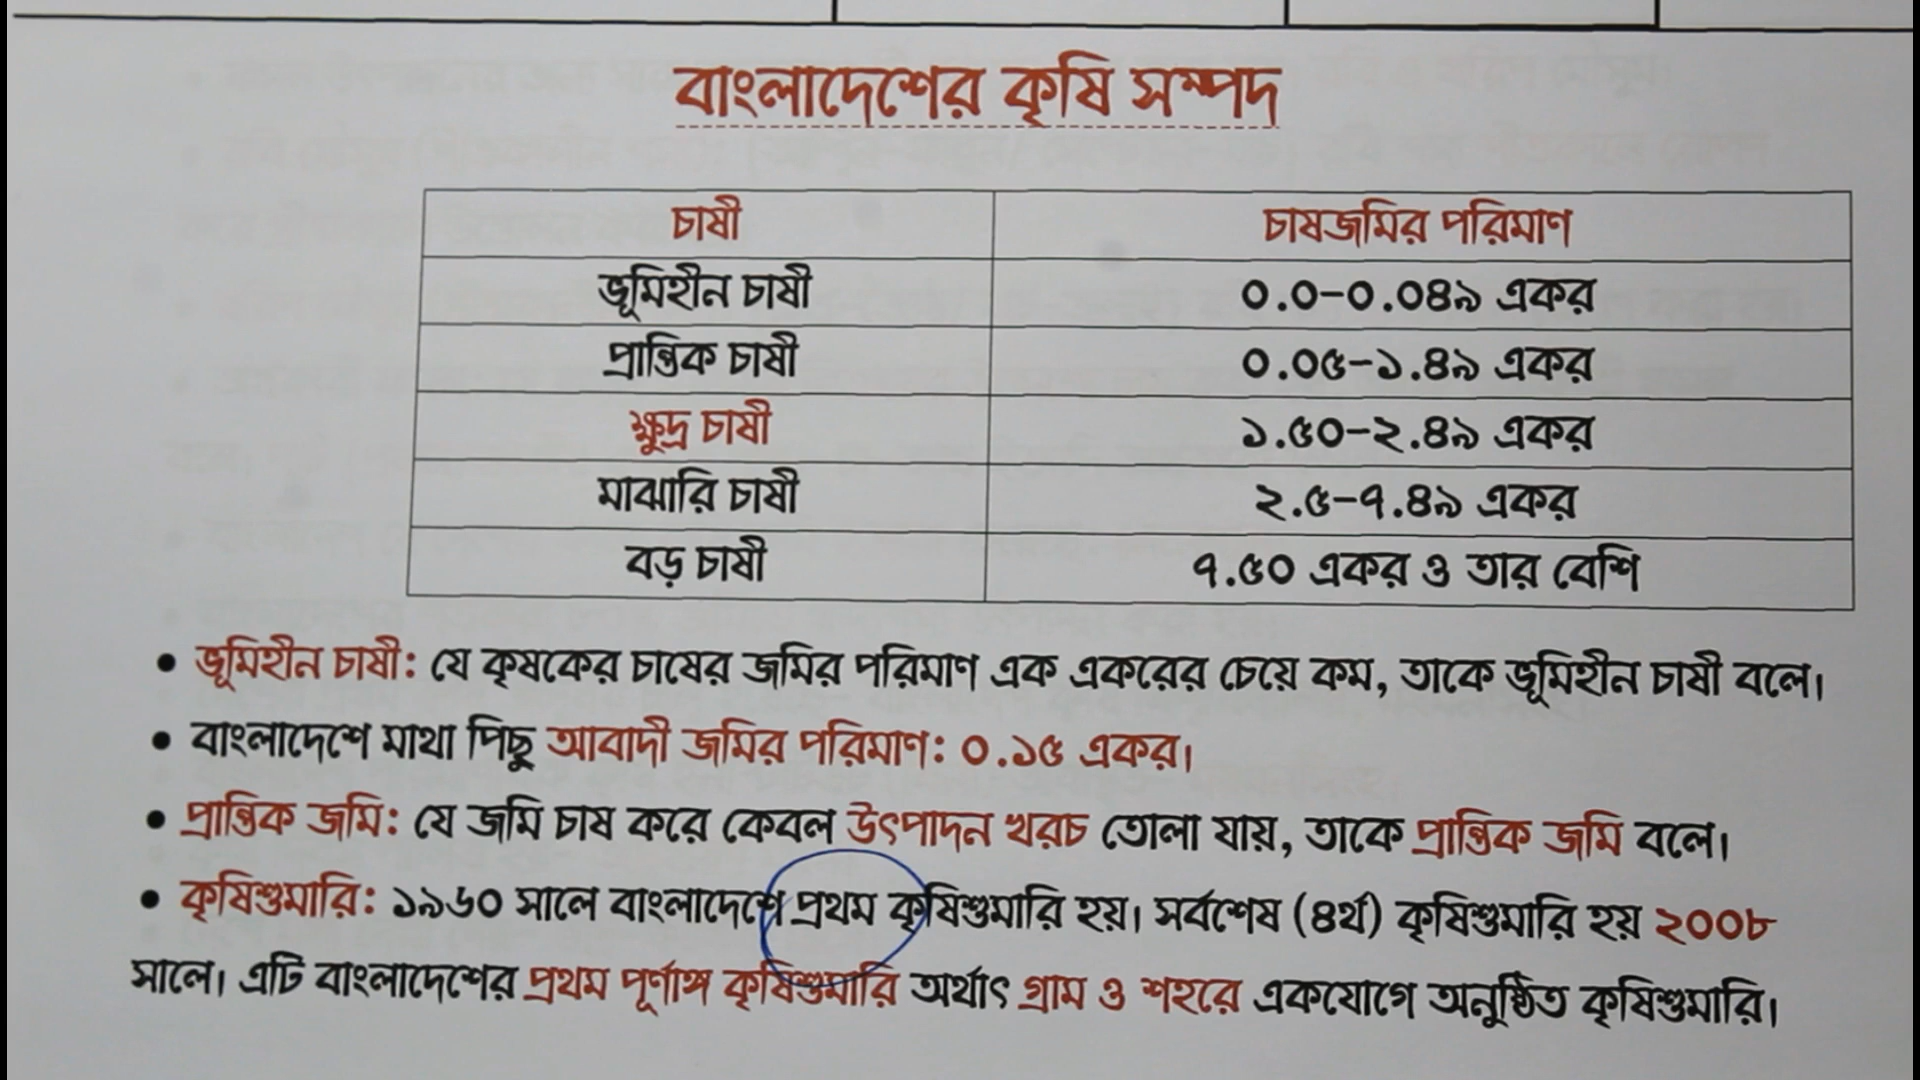 বাংলাদেশের কৃষি সম্পদ
চাষী চাষজমির পরিমাণ
ভূমিহীন চাষী ০.০-০.০৪৯ একর
প্রান্তিক চাষী ০.০৫-১.৪৯ একর
ক্ষুদ্র চাষী ১.৫০-২.৪৯ একর
মাঝারি চাষী ২.৫-৭.৪৯ একর
বড় চাষী ৭.৫০ একর ও তার বেশি
• ভূমিহীন চাষী: যে কৃষকের চাষের জমির পরিমাণ এক একরের চেয়ে কম, তাকে ভূমিহীন চাষী বলে।
• বাংলাদেশে মাথা পিছু আবাদী জমির পরিমাণ: ০.১৫ একর।
• প্রান্তিক জমি: যে জমি চাষ করে কেবল উৎপাদন খরচ তোলা যায়, তাকে প্রান্তিক জমি বলে।
• কৃষিশুমারি: ১৯৬০ সালে বাংলাদেশে প্রথম কৃষিশুমারি হয়। সর্বশেষ (৪র্থ) কৃষিশুমারি হয় ২০০৮
সালে। এটি বাংলাদেশের প্রথম পূর্ণাঙ্গ কৃষিশুমারি অর্থাৎ গ্রাম ও শহরে একযোগে অনুষ্ঠিত কৃষিশুমারি।